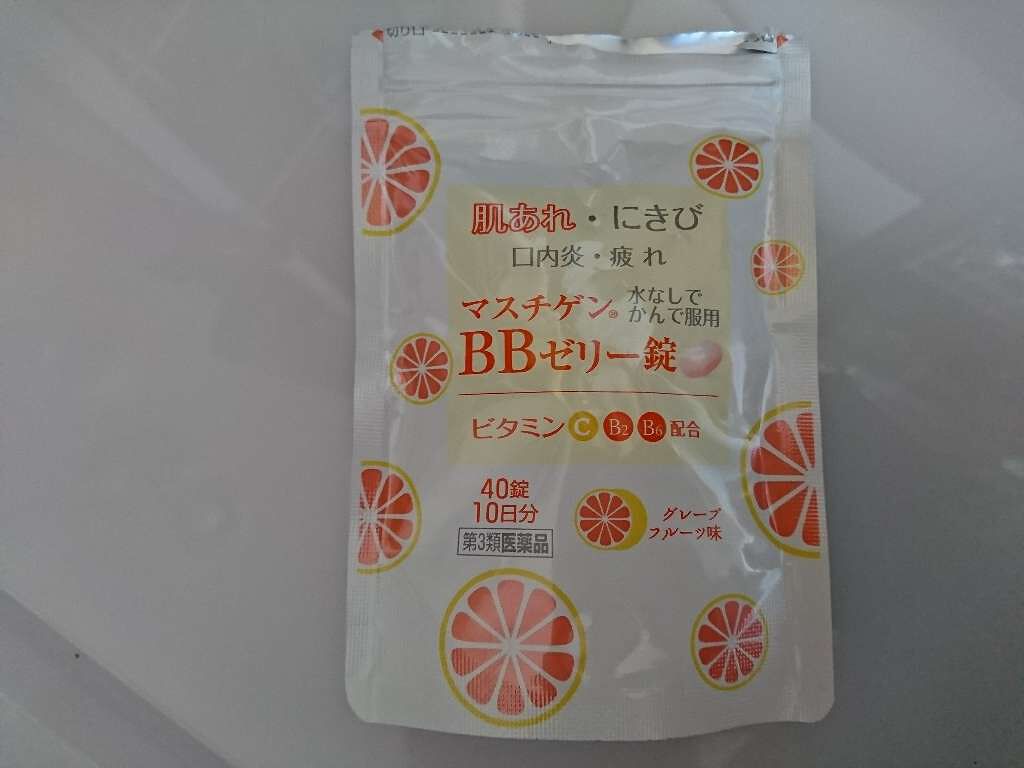 切り口
肌あれ・にきび
口内炎・疲れ
マスチゲン® 水なしで
かんで服用
BBゼリー錠
ビタミンC B2 B6 配合
40錠
10日分
第3類医薬品
グレープ
フルーツ味